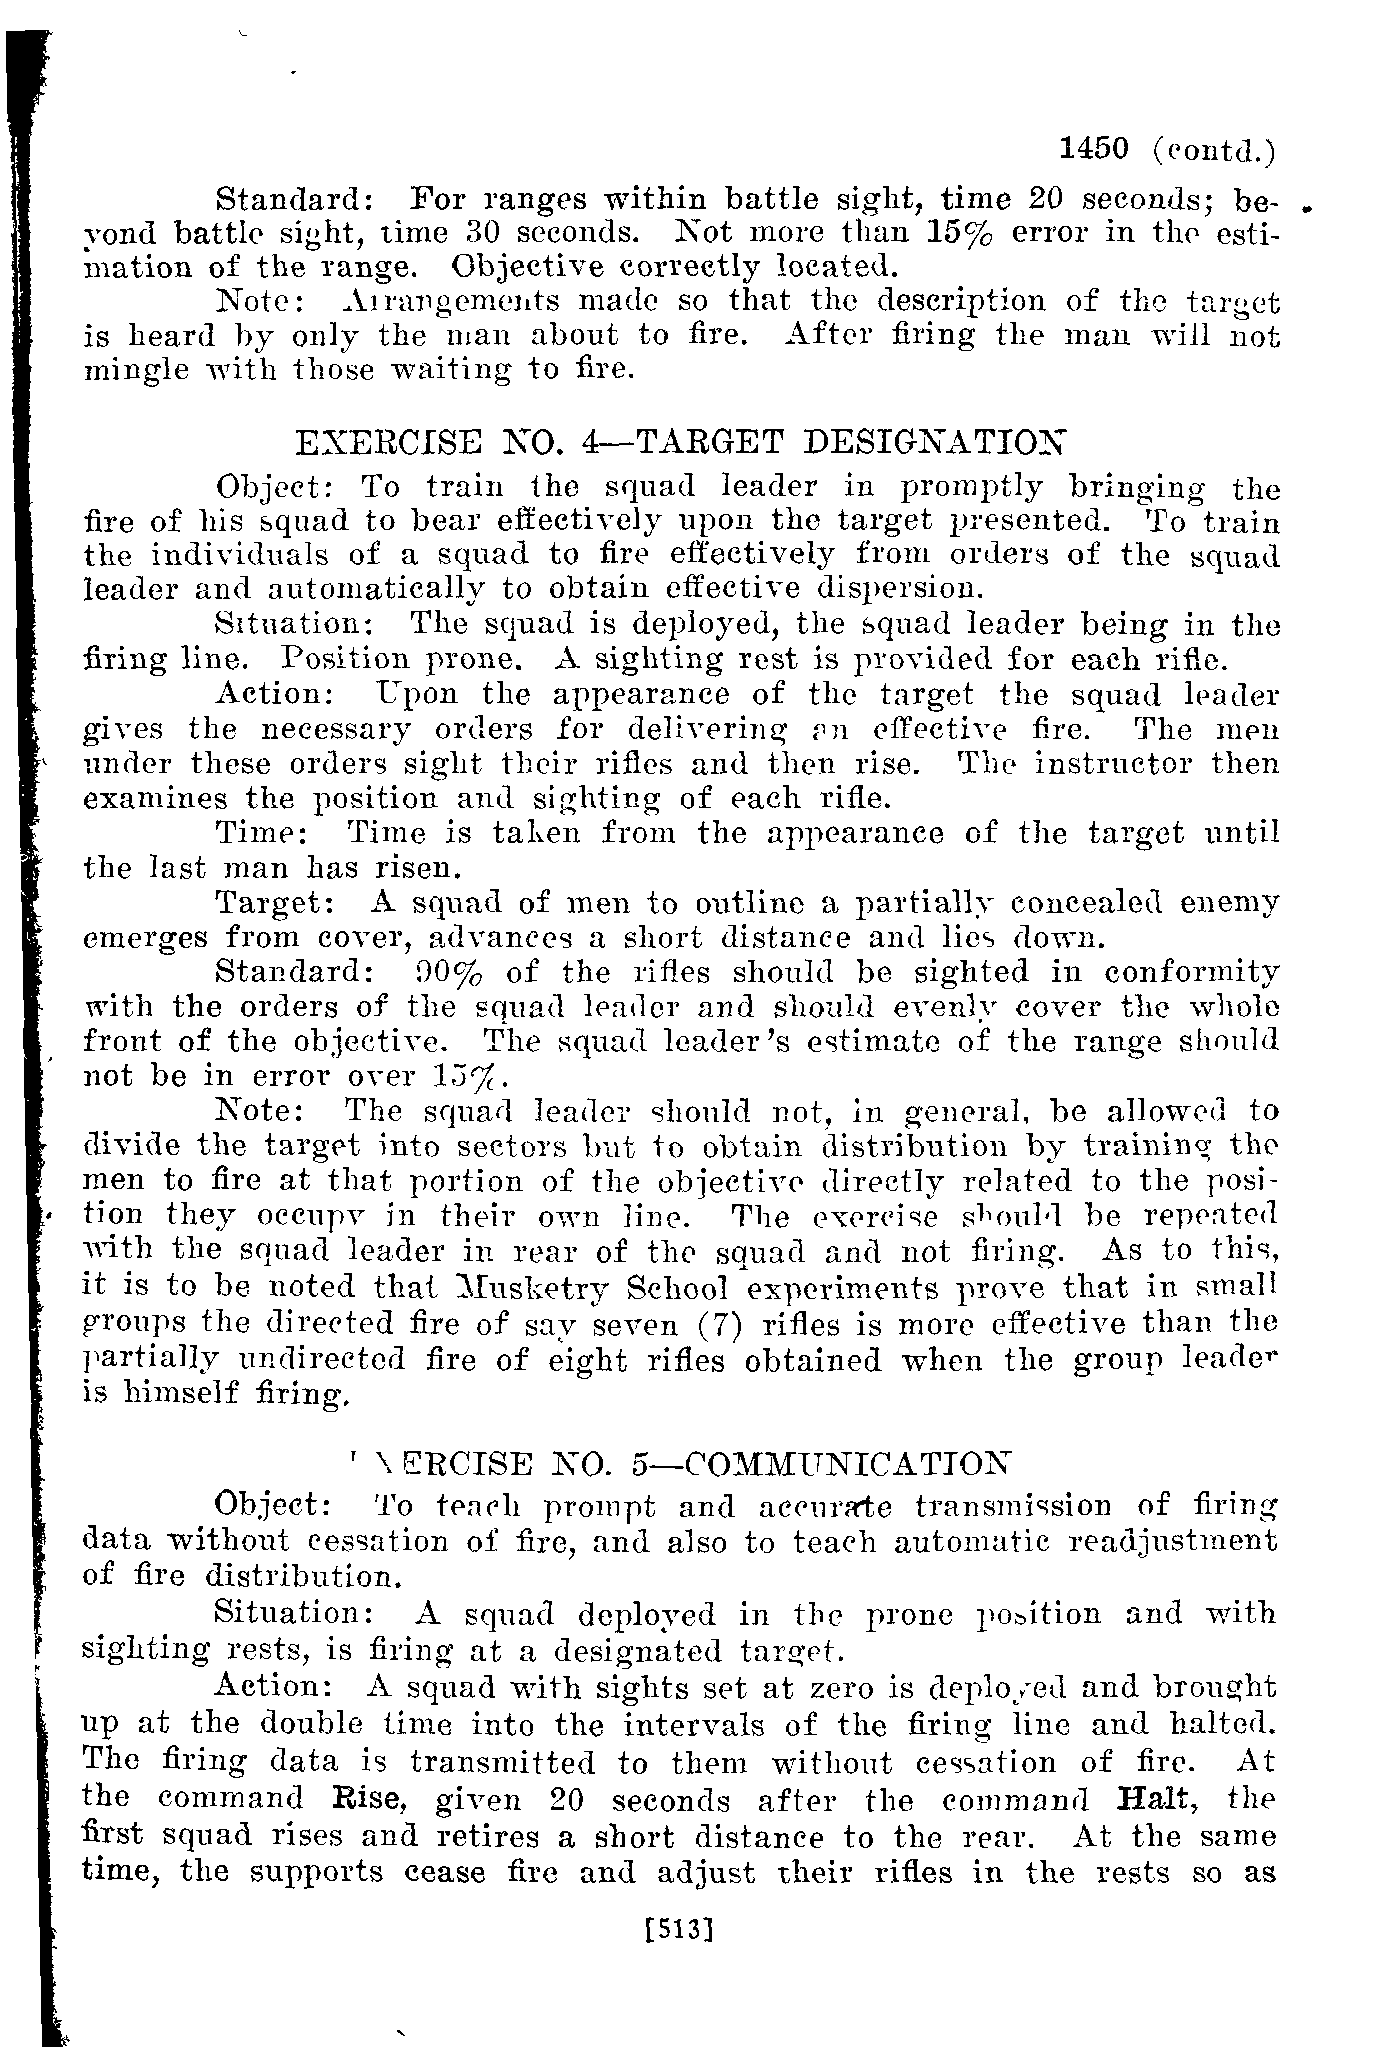 1450 (contd.)
Standard: For ranges within battle sight, time 20 seconds; be-
yond battle sight, time 30 seconds. Not more than 15% error in the esti-
mation of the range. Objective correctly located.
Note: Arrangements made so that the description of the target
is heard by only the man about to fire. After firing the man will not
mingle with those waiting to fire.
EXERCISE NO. 4—TARGET DESIGNATION
Object: To train the squad leader in promptly bringing the
fire of his squad to bear effectively upon the target presented. To train
the individuals of a squad to fire effectively from orders of the squad
leader and automatically to obtain effective dispersion.
Situation: The squad is deployed, the squad leader being in the
firing line. Position prone. A sighting rest is provided for each rifle.
Action: Upon the appearance of the target the squad leader
gives the necessary orders for delivering an effective fire. The men
under these orders sight their rifles and then rise. The instructor then
examines the position and sighting of each rifle.
Time: Time is taken from the appearance of the target until
the last man has risen.
Target: A squad of men to outline a partially concealed enemy
emerges from cover, advances a short distance and lies down.
Standard: 90% of the rifles should be sighted in conformity
with the orders of the squad leader and should evenly cover the whole
front of the objective. The squad leader's estimate of the range should
not be in error over 15%.
Note: The squad leader should not, in general, be allowed to
divide the target into sectors but to obtain distribution by training the
men to fire at that portion of the objective directly related to the posi-
tion they occupy in their own line. The exercise should be repeated
with the squad leader in rear of the squad and not firing. As to this,
it is to be noted that Musketry School experiments prove that in small
groups the directed fire of say seven (7) rifles is more effective than the
partially undirected fire of eight rifles obtained when the group leader
is himself firing.
EXERCISE NO. 5—COMMUNICATION
Object: To teach prompt and accurate transmission of firing
data without cessation of fire, and also to teach automatic readjustment
of fire distribution.
Situation: A squad deployed in the prone position and with
sighting rests, is firing at a designated target.
Action: A squad with sights set at zero is deployed and brought
up at the double time into the intervals of the firing line and halted.
The firing data is transmitted to them without cessation of fire. At
the command Rise, given 20 seconds after the command Halt, the
first squad rises and retires a short distance to the rear. At the same
time, the supports cease fire and adjust their rifles in the rests so as
[513]